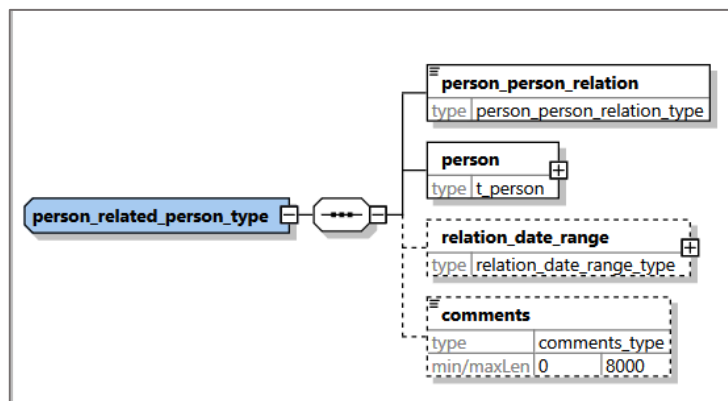 person_person_relation
type person_person_relation_type
person
type t_person
person_related_person_type
relation_date_range
type relation_date_range_type
comments
type comments_type
min/maxLen 0 8000